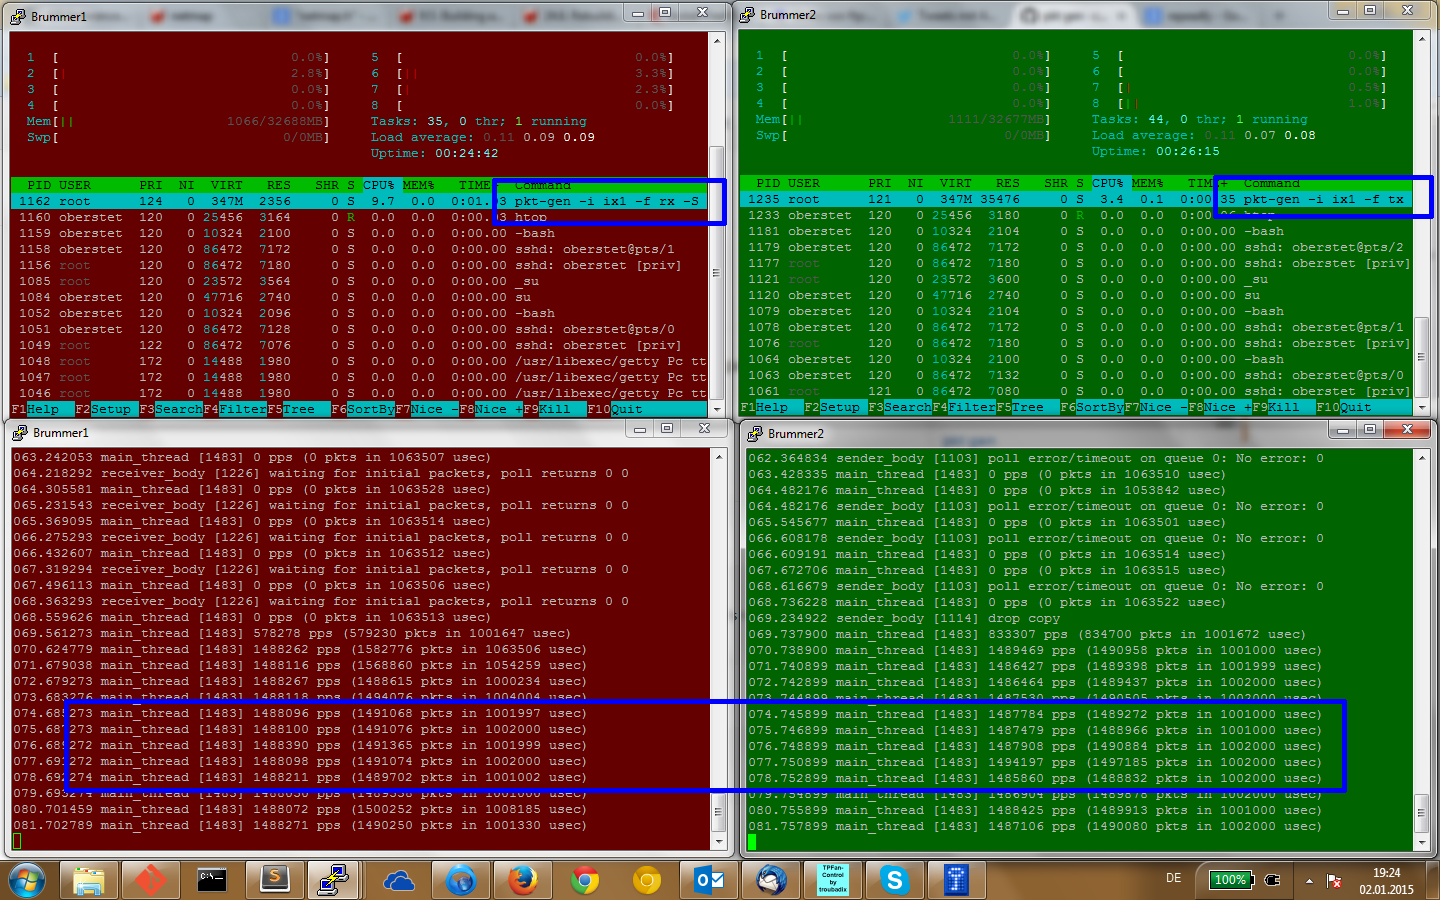 Brummer1
1 [ 0.0%] 5 [ 0.0%]
2 [| 2.8%] 6 [|| 3.3%]
3 [ 0.0%] 7 [| 2.3%]
4 [ 0.0%] 8 [ 0.0%]
Mem[|| 1066/32688MB] Tasks: 35, 0 thr; 1 running
Swp[ 0/0MB] Load average: 0.11 0.09 0.09
Uptime: 00:24:42
PID USER PRI NI VIRT RES SHR S CPU% MEM% TIME Command
1162 root 124 0 347M 2356 0 S 9.7 0.0 0:01. 3 pkt-gen -i ix1 -f rx -S
1160 oberstet 120 0 25456 3164 0 R 0.0 0.0 0:00. 3 htop
1159 oberstet 120 0 10324 2100 0 S 0.0 0.0 0:00.00 -bash
1158 oberstet 120 0 86472 7172 0 S 0.0 0.0 0:00.00 sshd: oberstet@pts/1
1156 root 120 0 86472 7180 0 S 0.0 0.0 0:00.00 sshd: oberstet [priv]
1085 root 120 0 23572 3564 0 S 0.0 0.0 0:00.00 _su
1084 oberstet 120 0 47716 2740 0 S 0.0 0.0 0:00.00 su
1052 oberstet 120 0 10324 2096 0 S 0.0 0.0 0:00.00 -bash
1051 oberstet 120 0 86472 7128 0 S 0.0 0.0 0:00.00 sshd: oberstet@pts/0
1049 root 122 0 86472 7076 0 S 0.0 0.0 0:00.00 sshd: oberstet [priv]
1048 root 172 0 14488 1980 0 S 0.0 0.0 0:00.00 /usr/libexec/getty Pc tt
1047 root 172 0 14488 1980 0 S 0.0 0.0 0:00.00 /usr/libexec/getty Pc tt
1046 root 172 0 14488 1980 0 S 0.0 0.0 0:00.00 /usr/libexec/getty Pc tt
F1Help F2Setup F3SearchF4FilterF5Tree F6SortByF7Nice -F8Nice +F9Kill F10Quit
Brummer2
1 [ 0.0%] 5 [ 0.0%]
2 [ 0.0%] 6 [ 0.0%]
3 [ 0.0%] 7 [| 0.5%]
4 [ 0.0%] 8 [|| 1.0%]
Mem[|| 1111/32677MB] Tasks: 44, 0 thr; 1 running
Swp[ 0/0MB] Load average: 0.11 0.07 0.08
Uptime: 00:26:15
PID USER PRI NI VIRT RES SHR S CPU% MEM% TIME+ Command
1235 root 121 0 347M 35476 0 S 3.4 0.1 0:00 35 pkt-gen -i ix1 -f tx
1233 oberstet 120 0 25456 3180 0 R 0.0 0.0 0:00.06 htop
1181 oberstet 120 0 10324 2104 0 S 0.0 0.0 0:00.00 -bash
1179 oberstet 120 0 86472 7172 0 S 0.0 0.0 0:00.00 sshd: oberstet@pts/2
1177 root 120 0 86472 7180 0 S 0.0 0.0 0:00.00 sshd: oberstet [priv]
1121 root 120 0 23572 3600 0 S 0.0 0.0 0:00.00 _su
1120 oberstet 120 0 47716 2740 0 S 0.0 0.0 0:00.00 su
1079 oberstet 120 0 10324 2104 0 S 0.0 0.0 0:00.00 -bash
1078 oberstet 120 0 86472 7172 0 S 0.0 0.0 0:00.00 sshd: oberstet@pts/1
1076 root 120 0 86472 7180 0 S 0.0 0.0 0:00.00 sshd: oberstet [priv]
1064 oberstet 120 0 10324 2100 0 S 0.0 0.0 0:00.00 -bash
1063 oberstet 120 0 86472 7132 0 S 0.0 0.0 0:00.00 sshd: oberstet@pts/0
1061 root 121 0 86472 7080 0 S 0.0 0.0 0:00.00 sshd: oberstet [priv]
F1Help F2Setup F3SearchF4FilterF5Tree F6SortByF7Nice -F8Nice +F9Kill F10Quit
Brummer1
063.242053 main_thread [1483] 0 pps (0 pkts in 1063507 usec)
064.218292 receiver_body [1226] waiting for initial packets, poll returns 0 0
064.305581 main_thread [1483] 0 pps (0 pkts in 1063528 usec)
065.231543 receiver_body [1226] waiting for initial packets, poll returns 0 0
065.369095 main_thread [1483] 0 pps (0 pkts in 1063514 usec)
066.275293 receiver_body [1226] waiting for initial packets, poll returns 0 0
066.432607 main_thread [1483] 0 pps (0 pkts in 1063512 usec)
067.319294 receiver_body [1226] waiting for initial packets, poll returns 0 0
067.496113 main_thread [1483] 0 pps (0 pkts in 1063506 usec)
068.363293 receiver_body [1226] waiting for initial packets, poll returns 0 0
068.559626 main_thread [1483] 0 pps (0 pkts in 1063513 usec)
069.561273 main_thread [1483] 578278 pps (579230 pkts in 1001647 usec)
070.624779 main_thread [1483] 1488262 pps (1582776 pkts in 1063506 usec)
071.679038 main_thread [1483] 1488116 pps (1568860 pkts in 1054259 usec)
072.679273 main_thread [1483] 1488267 pps (1488615 pkts in 1000234 usec)
073.683276 main_thread [1483] 1488118 pps (1494076 pkts in 1004004 usec)
074.685273 main_thread [1483] 1488096 pps (1491068 pkts in 1001997 usec)
075.687273 main_thread [1483] 1488100 pps (1491076 pkts in 1002000 usec)
076.689272 main_thread [1483] 1488390 pps (1491365 pkts in 1001999 usec)
077.691272 main_thread [1483] 1488098 pps (1491074 pkts in 1002000 usec)
078.692274 main_thread [1483] 1488211 pps (1489702 pkts in 1001002 usec)
079.693274 main_thread [1483] 1488050 pps (1489538 pkts in 1001000 usec)
080.701459 main_thread [1483] 1488072 pps (1500252 pkts in 1008185 usec)
081.702789 main_thread [1483] 1488271 pps (1490250 pkts in 1001330 usec)
Brummer2
062.364834 sender_body [1103] poll error/timeout on queue 0: No error: 0
063.428335 main_thread [1483] 0 pps (0 pkts in 1063510 usec)
064.482176 main_thread [1483] 0 pps (0 pkts in 1053842 usec)
064.482176 sender_body [1103] poll error/timeout on queue 0: No error: 0
065.545677 main_thread [1483] 0 pps (0 pkts in 1063501 usec)
066.608178 sender_body [1103] poll error/timeout on queue 0: No error: 0
066.609191 main_thread [1483] 0 pps (0 pkts in 1063514 usec)
067.672706 main_thread [1483] 0 pps (0 pkts in 1063515 usec)
068.616679 sender_body [1103] poll error/timeout on queue 0: No error: 0
068.736228 main_thread [1483] 0 pps (0 pkts in 1063522 usec)
069.234922 sender_body [1114] drop copy
069.737900 main_thread [1483] 833307 pps (834700 pkts in 1001672 usec)
070.738900 main_thread [1483] 1489469 pps (1490958 pkts in 1001000 usec)
071.740899 main_thread [1483] 1486427 pps (1489398 pkts in 1001999 usec)
072.742899 main_thread [1483] 1486464 pps (1489437 pkts in 1002000 usec)
073.744899 main_thread [1483] 1487530 pps (1490505 pkts in 1002000 usec)
074.745899 main_thread [1483] 1487784 pps (1489272 pkts in 1001000 usec)
075.746899 main_thread [1483] 1487479 pps (1488966 pkts in 1001000 usec)
076.748899 main_thread [1483] 1487908 pps (1490884 pkts in 1002000 usec)
077.750899 main_thread [1483] 1494197 pps (1497185 pkts in 1002000 usec)
078.752899 main_thread [1483] 1485860 pps (1488832 pkts in 1002000 usec)
079.754899 main_thread [1483] 1486904 pps (1489878 pkts in 1002000 usec)
080.755899 main_thread [1483] 1488425 pps (1489913 pkts in 1001000 usec)
081.757899 main_thread [1483] 1487106 pps (1490080 pkts in 1002000 usec)
TPFan-
Control
by
troubadix
DE
100%
19:24
02.01.2015